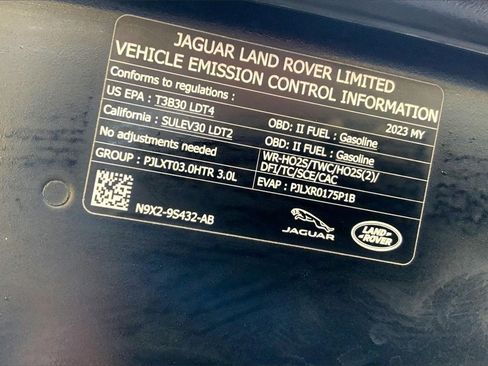 JAGUAR LAND ROVER LIMITED
VEHICLE EMISSION CONTROL INFORMATION
Conforms to regulations : 2023 MY
US EPA : T3B30 LDT4 OBD: II FUEL : Gasoline
California : SULEV30 LDT2 OBD: II FUEL : Gasoline
No adjustments needed WR-HO2S/TWC/HO2S(2)/
DFI/TC/SCE/CAC
GROUP : PJLXT03.0HTR 3.0L EVAP : PJLXR0175P1B
N9X2-9S432-AB
JAGUAR
LAND
ROVER